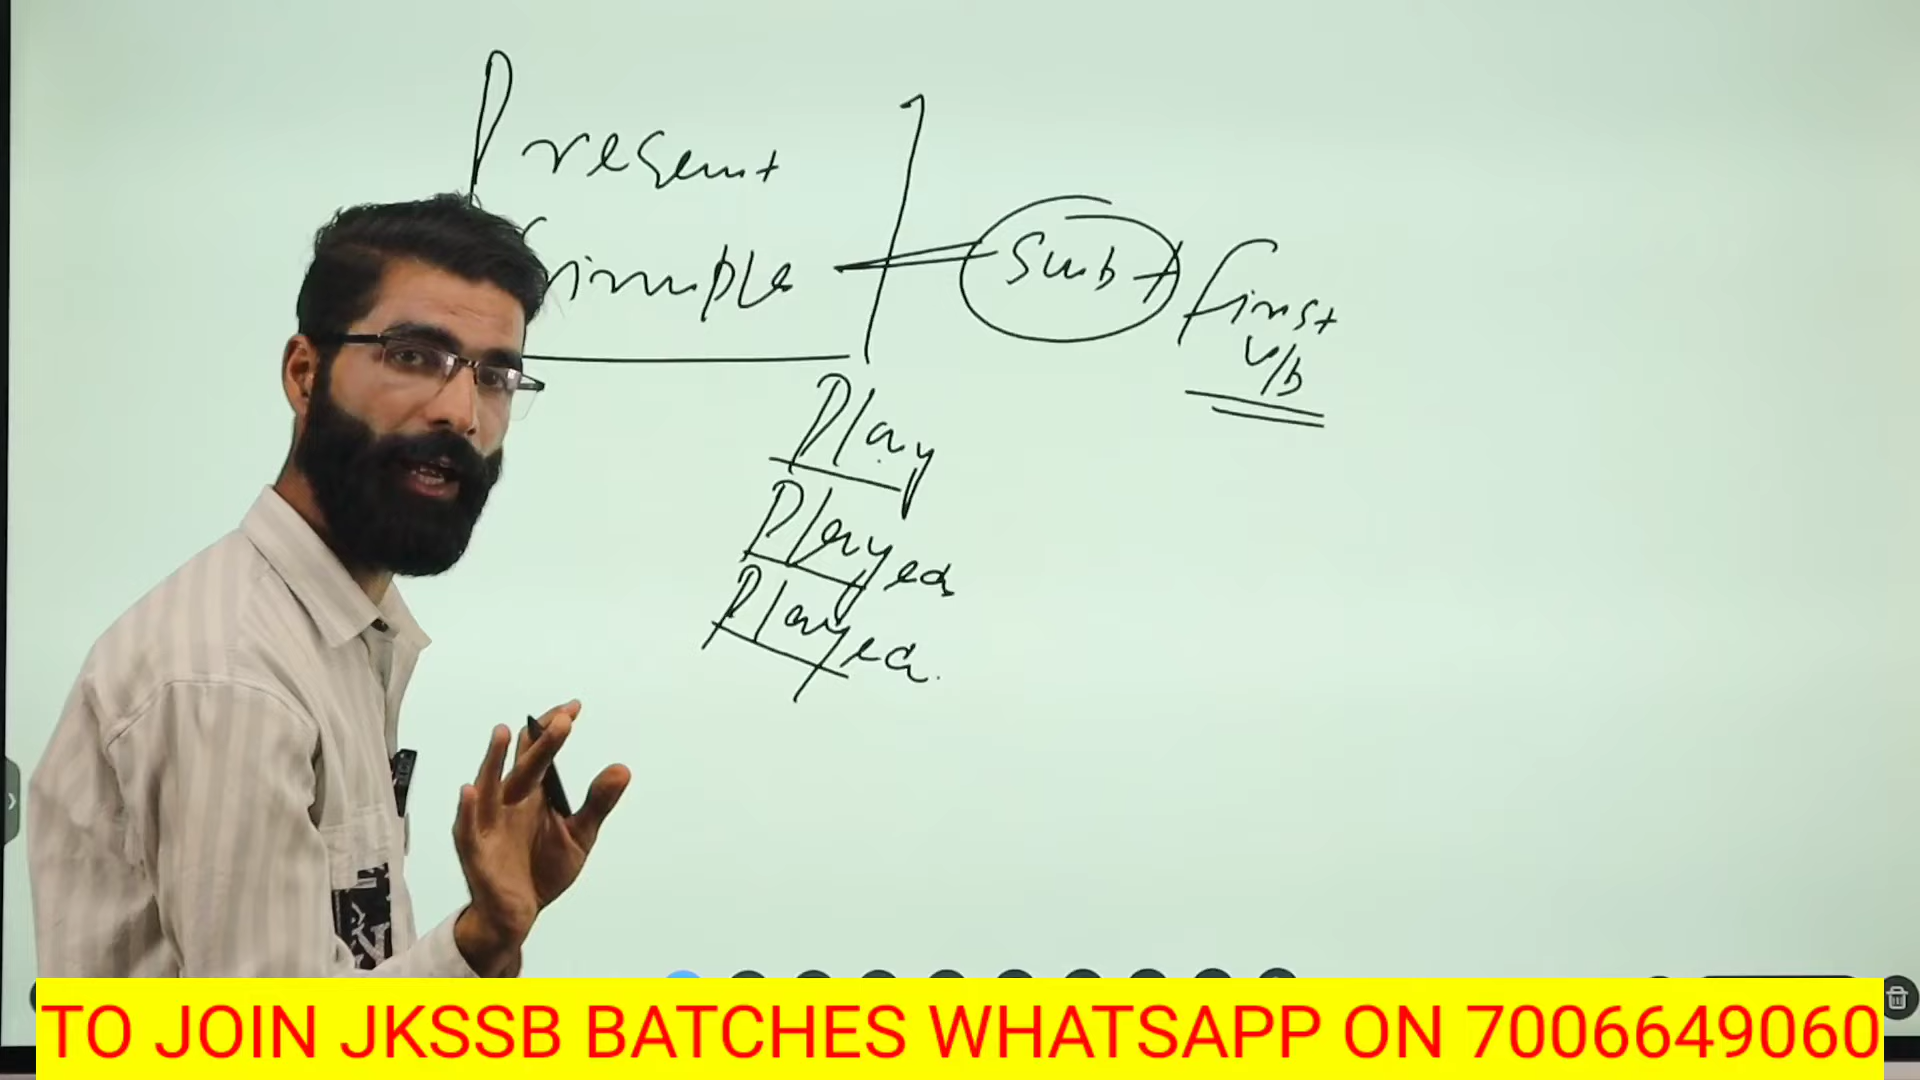 Present
Simple
Sub + first
v/b
Play
Played
Played
TO JOIN JKSSB BATCHES WHATSAPP ON 7006649060